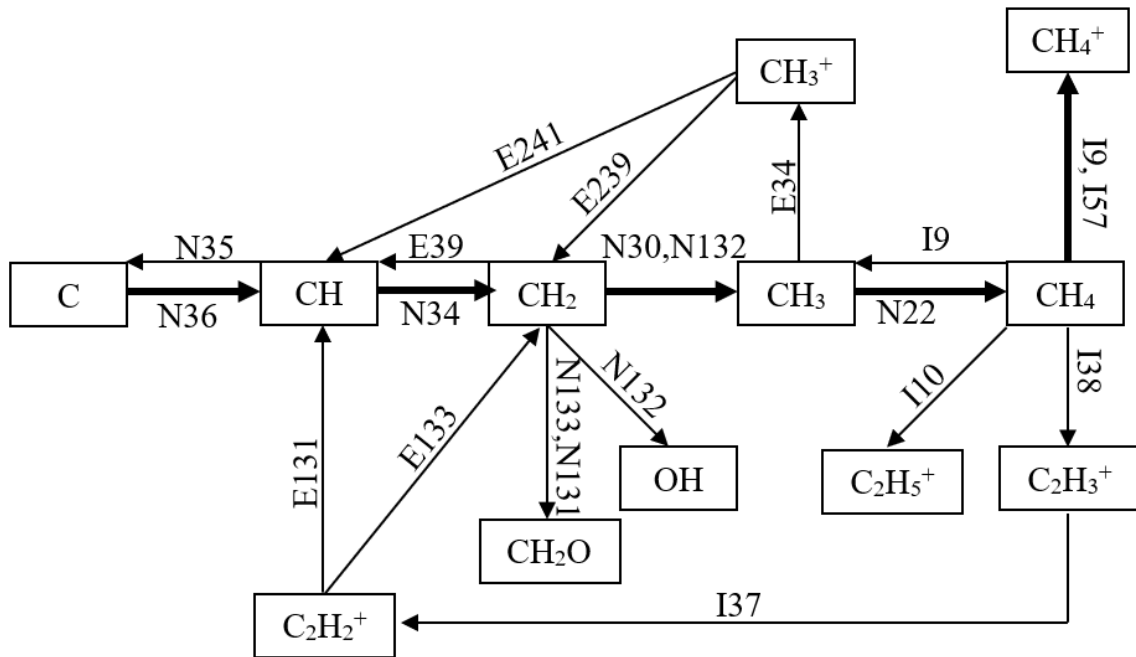 CH₄⁺
CH₃⁺
E241
E239
E34
I9, I57
N35
E39
N30,N132
I9
C
CH
CH₂
CH₃
CH₄
N36
N34
N22
E131
E133
N133,N131
N132
I10
I38
OH
C₂H₅⁺
C₂H₃⁺
CH₂O
C₂H₂⁺
I37